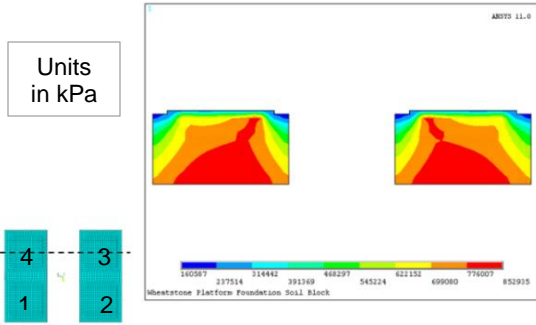 1
ANSYS 11.0
Units
in kPa
160587 314442 468297 622152 776007
237514 391369 545224 699080 852935
Wheatstone Platform Foundation Soil Block
4 3
1 2